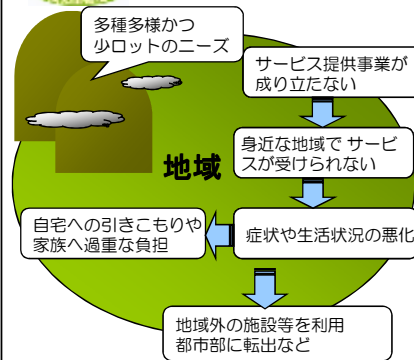 多種多様かつ
少ロットのニーズ
サービス提供事業が
成り立たない
身近な地域で サービ
スが受けられない
地域
自宅への引きこもりや
家族へ過重な負担
症状や生活状況の悪化
地域外の施設等を利用
都市部に転出など